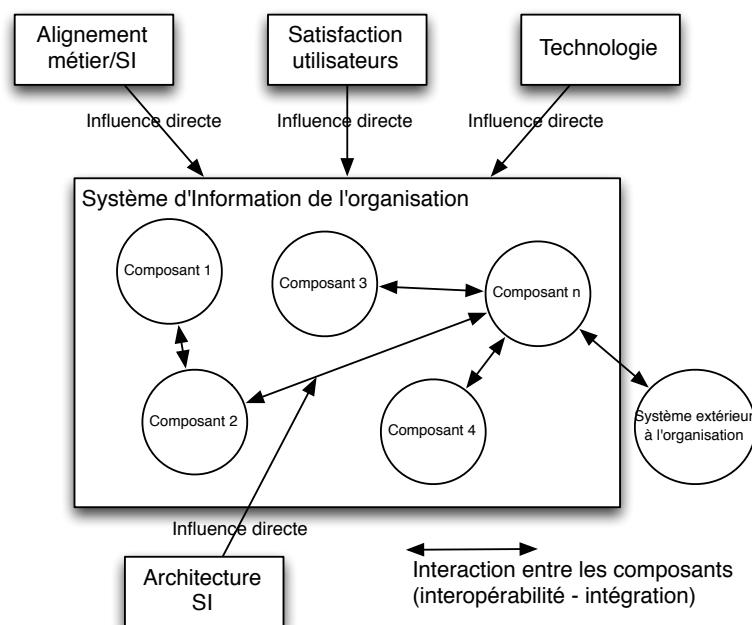 Alignement
métier/SI
Satisfaction
utilisateurs
Technologie
Influence directe
Influence directe
Influence directe
Système d'Information de l'organisation
Composant 1
Composant 3
Composant n
Composant 2
Composant 4
Système extérieur
à l'organisation
Influence directe
Architecture
SI
Interaction entre les composants
(interopérabilité - intégration)